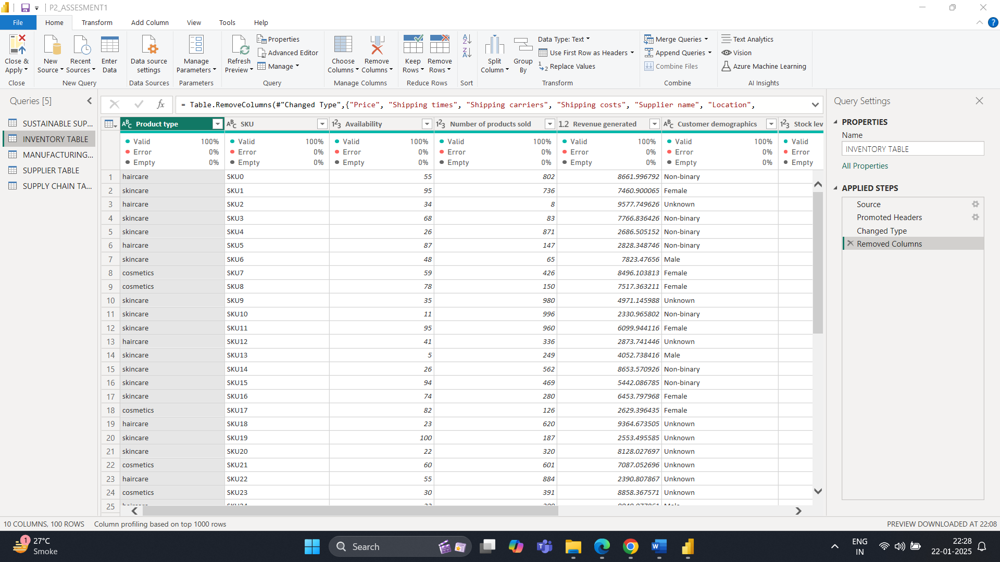 P2_ASSESMENT1
File Home Transform Add Column View Tools Help
Close & Apply
Close
New Source
Recent Sources
Enter Data
New Query
Data source settings
Data Sources
Manage Parameters
Parameters
Refresh Preview
Properties
Advanced Editor
Manage
Query
Choose Columns
Remove Columns
Manage Columns
Keep Rows
Remove Rows
Reduce Rows
Sort
Split Column
Group By
Data Type: Text
Use First Row as Headers
Replace Values
Transform
Merge Queries
Append Queries
Combine Files
Combine
Text Analytics
Vision
Azure Machine Learning
AI Insights
Queries [5]
SUSTAINABLE SUP...
INVENTORY TABLE
MANUFACTURING...
SUPPLIER TABLE
SUPPLY CHAIN TA...
fx = Table.RemoveColumns(#"Changed Type",{"Price", "Shipping times", "Shipping carriers", "Shipping costs", "Supplier name", "Location",
Product type SKU Availability Number of products sold Revenue generated Customer demographics Stock lev
Valid 100% Valid 100% Valid 100% Valid 100% Valid 100% Valid 100% Valid
Error 0% Error 0% Error 0% Error 0% Error 0% Error 0% Error
Empty 0% Empty 0% Empty 0% Empty 0% Empty 0% Empty 0% Empty
1 haircare SKU0 55 802 8661.996792 Non-binary
2 skincare SKU1 95 736 7460.900065 Female
3 haircare SKU2 34 8 9577.749626 Unknown
4 skincare SKU3 68 83 7766.836426 Non-binary
5 skincare SKU4 26 871 2686.505152 Non-binary
6 haircare SKU5 87 147 2828.348746 Non-binary
7 skincare SKU6 48 65 7823.47656 Male
8 cosmetics SKU7 59 426 8496.103813 Female
9 cosmetics SKU8 78 150 7517.363211 Female
10 skincare SKU9 35 980 4971.145988 Unknown
11 skincare SKU10 11 996 2330.965802 Non-binary
12 skincare SKU11 95 960 6099.944116 Female
13 haircare SKU12 41 336 2873.741446 Unknown
14 skincare SKU13 5 249 4052.738416 Male
15 skincare SKU14 26 562 8653.570926 Non-binary
16 skincare SKU15 94 469 5442.086785 Non-binary
17 skincare SKU16 74 280 6453.797968 Female
18 cosmetics SKU17 82 126 2629.396435 Female
19 haircare SKU18 23 620 9364.673505 Unknown
20 skincare SKU19 100 187 2553.495585 Unknown
21 skincare SKU20 22 320 8128.027697 Unknown
22 cosmetics SKU21 60 601 7087.052696 Unknown
23 haircare SKU22 55 884 2390.807867 Unknown
24 cosmetics SKU23 30 391 8858.367571 Unknown
25
Query Settings
PROPERTIES
Name
INVENTORY TABLE
All Properties
APPLIED STEPS
Source
Promoted Headers
Changed Type
Removed Columns
10 COLUMNS, 100 ROWS Column profiling based on top 1000 rows PREVIEW DOWNLOADED AT 22:08
1
27°C
Smoke
Search
ENG
IN
22:28
22-01-2025